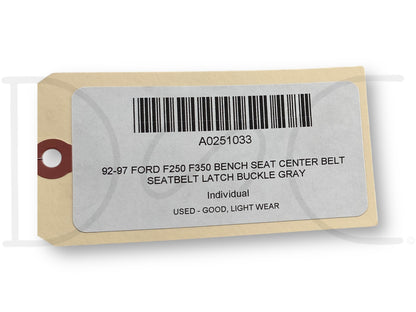 A0251033
92-97 FORD F250 F350 BENCH SEAT CENTER BELT
SEATBELT LATCH BUCKLE GRAY
Individual
USED - GOOD, LIGHT WEAR